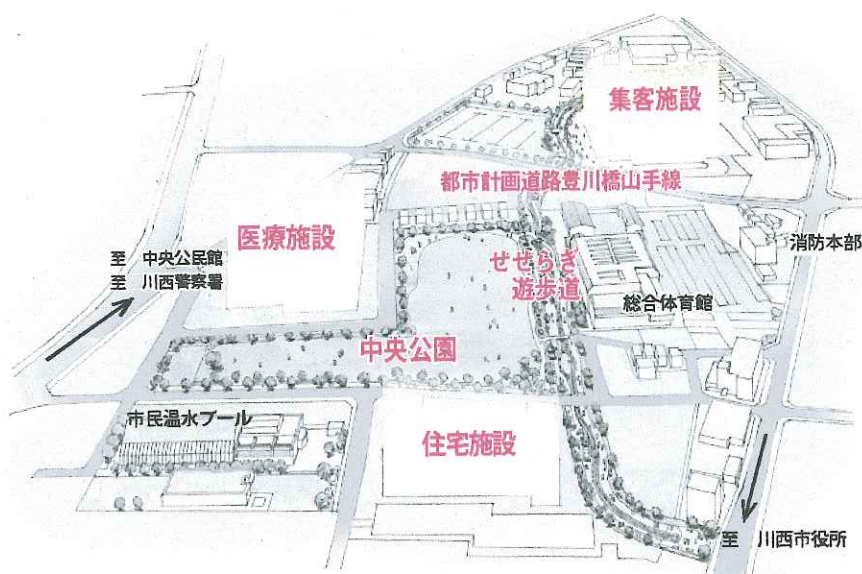 集客施設
都市計画道路豊川橋山手線
医療施設
消防本部
至　中央公民館
至　川西警察署
せせらぎ
遊歩道
総合体育館
中央公園
市民温水プール
住宅施設
至　川西市役所